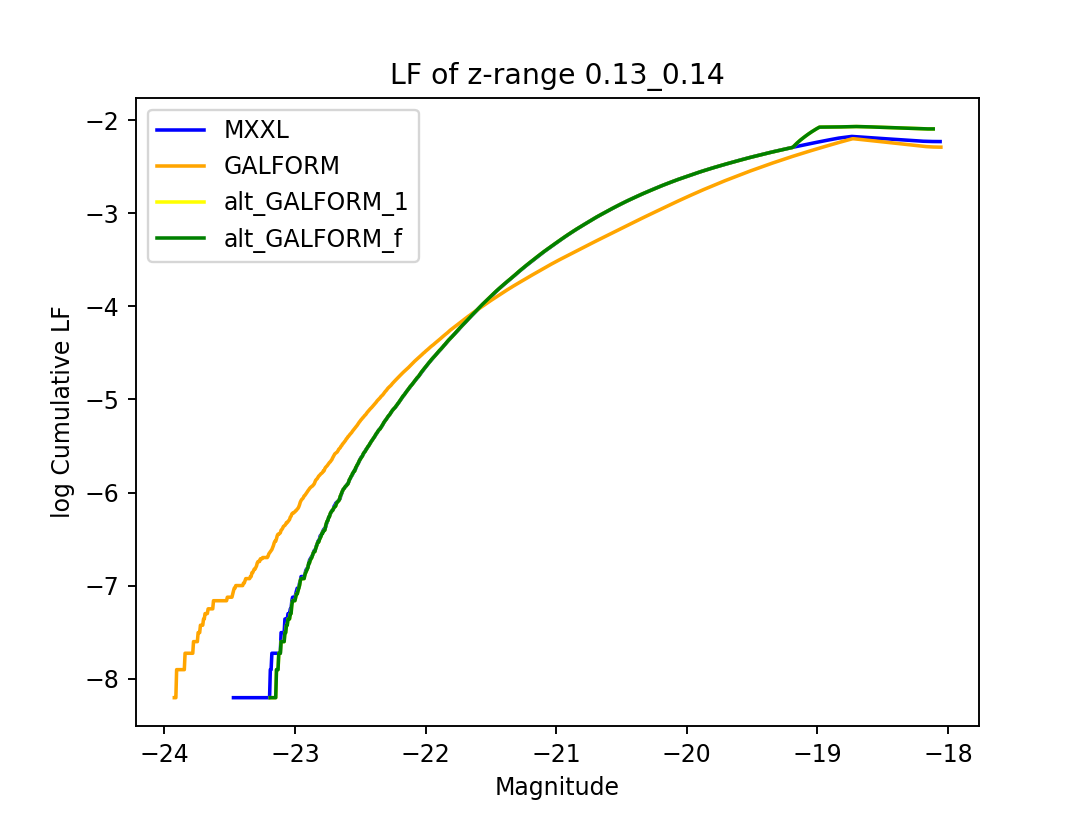 LF of z-range 0.13_0.14
MXXL
GALFORM
alt_GALFORM_1
alt_GALFORM_f
−2
−3
−4
−5
−6
−7
−8
log Cumulative LF
−24
−23
−22
−21
−20
−19
−18
Magnitude